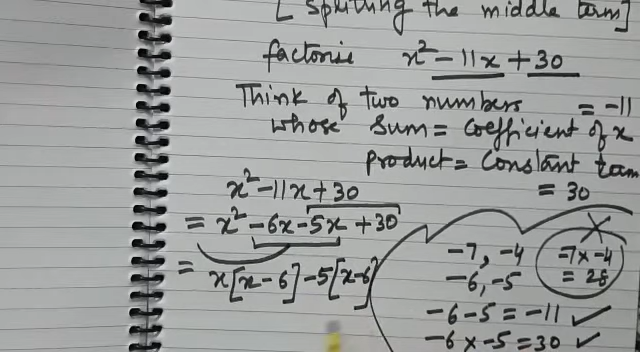 [ Splitting the middle term]
factorise x² - 11x + 30
Think of two numbers = -11
whose Sum = Coefficient of x
product = Constant term
= 30
x² - 11x + 30
= x² - 6x - 5x + 30
= x[x-6] - 5[x-6]
-7, -4
-6, -5
-7 x -4
= 28
-6 - 5 = -11 ✓
-6 x -5 = 30 ✓